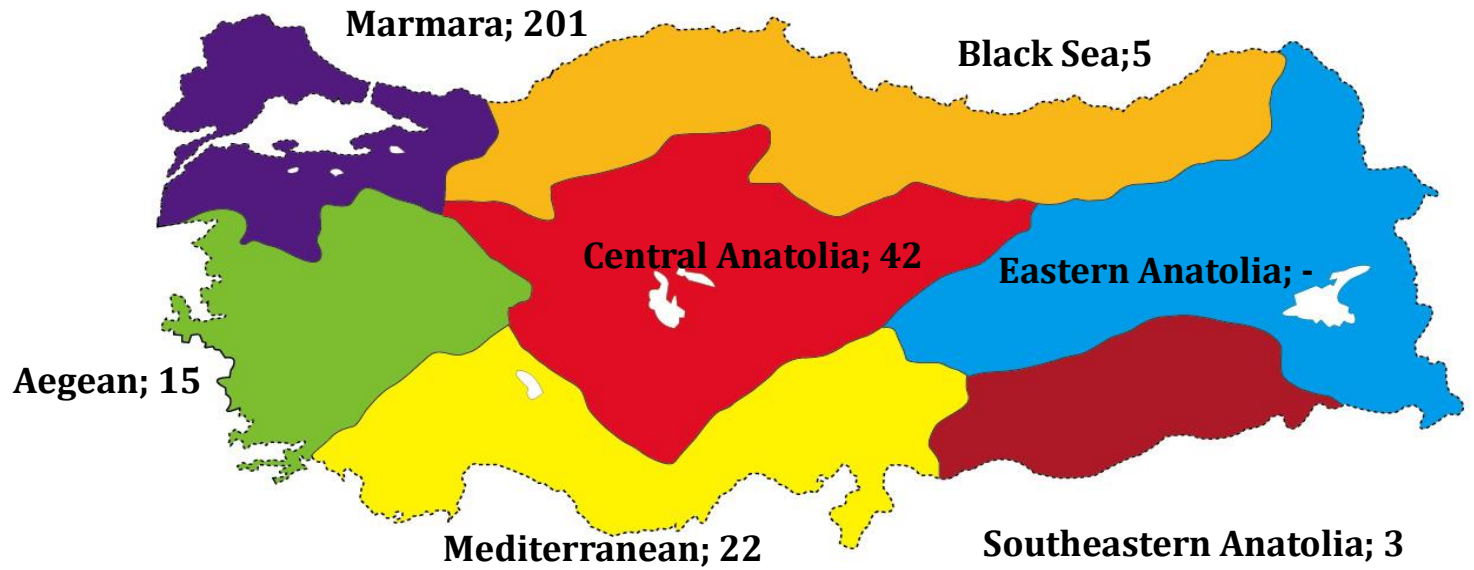 Marmara; 201
Black Sea;5
Central Anatolia; 42
Eastern Anatolia; -
Aegean; 15
Mediterranean; 22
Southeastern Anatolia; 3